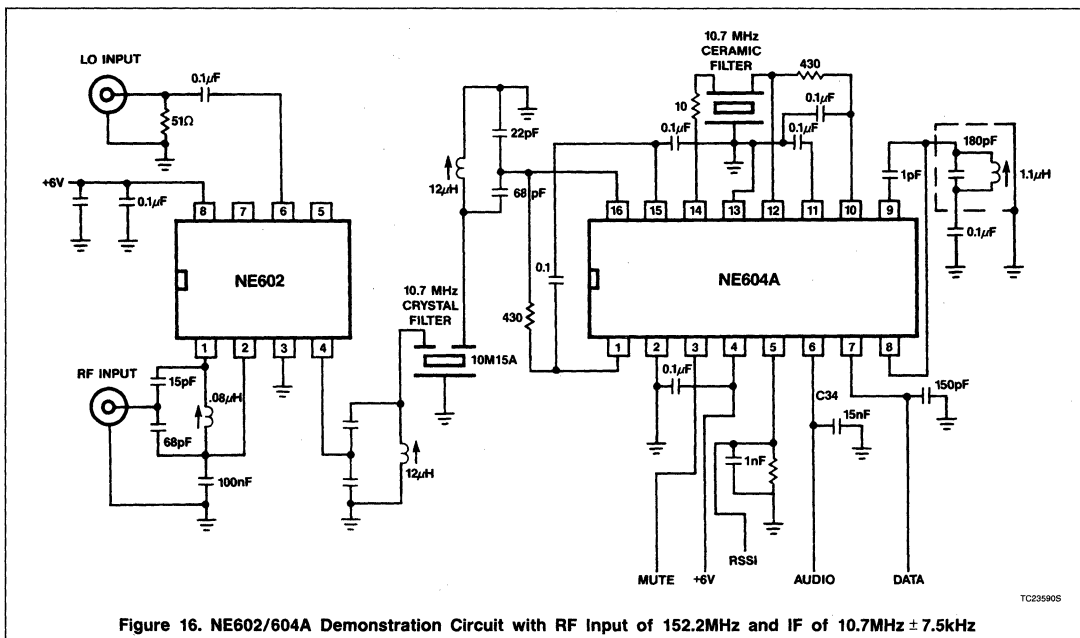 10.7 MHz
CERAMIC
FILTER
LO INPUT
0.1µF
51Ω
+6V
0.1µF
8
7
6
5
NE602
1
2
3
4
RF INPUT
15pF
.08µH
68pF
100nF
10.7 MHz
CRYSTAL
FILTER
10M15A
12µH
12µH
22pF
68pF
430
0.1
0.1µF
10
430
0.1µF
0.1µF
1pF
180pF
1.1µH
0.1µF
16
15
14
13
12
11
10
9
NE604A
1
2
3
4
5
6
7
8
0.1µF
1nF
C34
15nF
150pF
MUTE
+6V
RSSI
AUDIO
DATA
TC23590S
Figure 16. NE602/604A Demonstration Circuit with RF Input of 152.2MHz and IF of 10.7MHz ± 7.5kHz